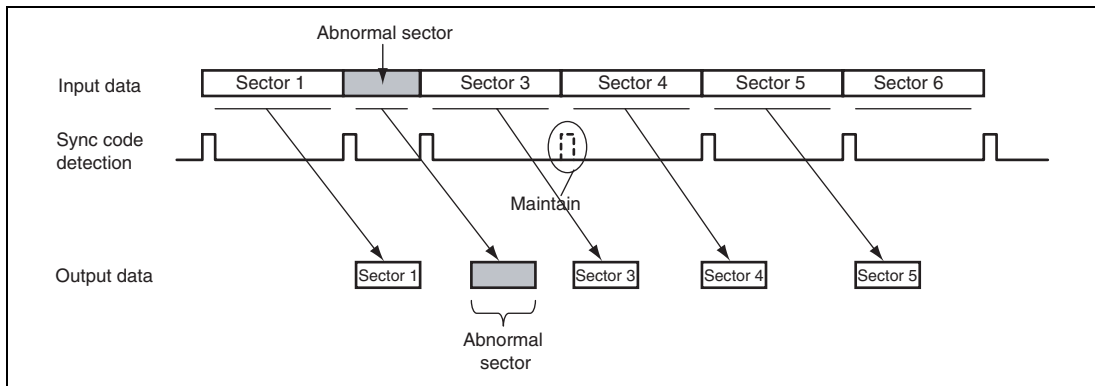 Abnormal sector
Input data
Sector 1
Sector 3
Sector 4
Sector 5
Sector 6
Sync code
detection
Maintain
Output data
Sector 1
Sector 3
Sector 4
Sector 5
Abnormal
sector